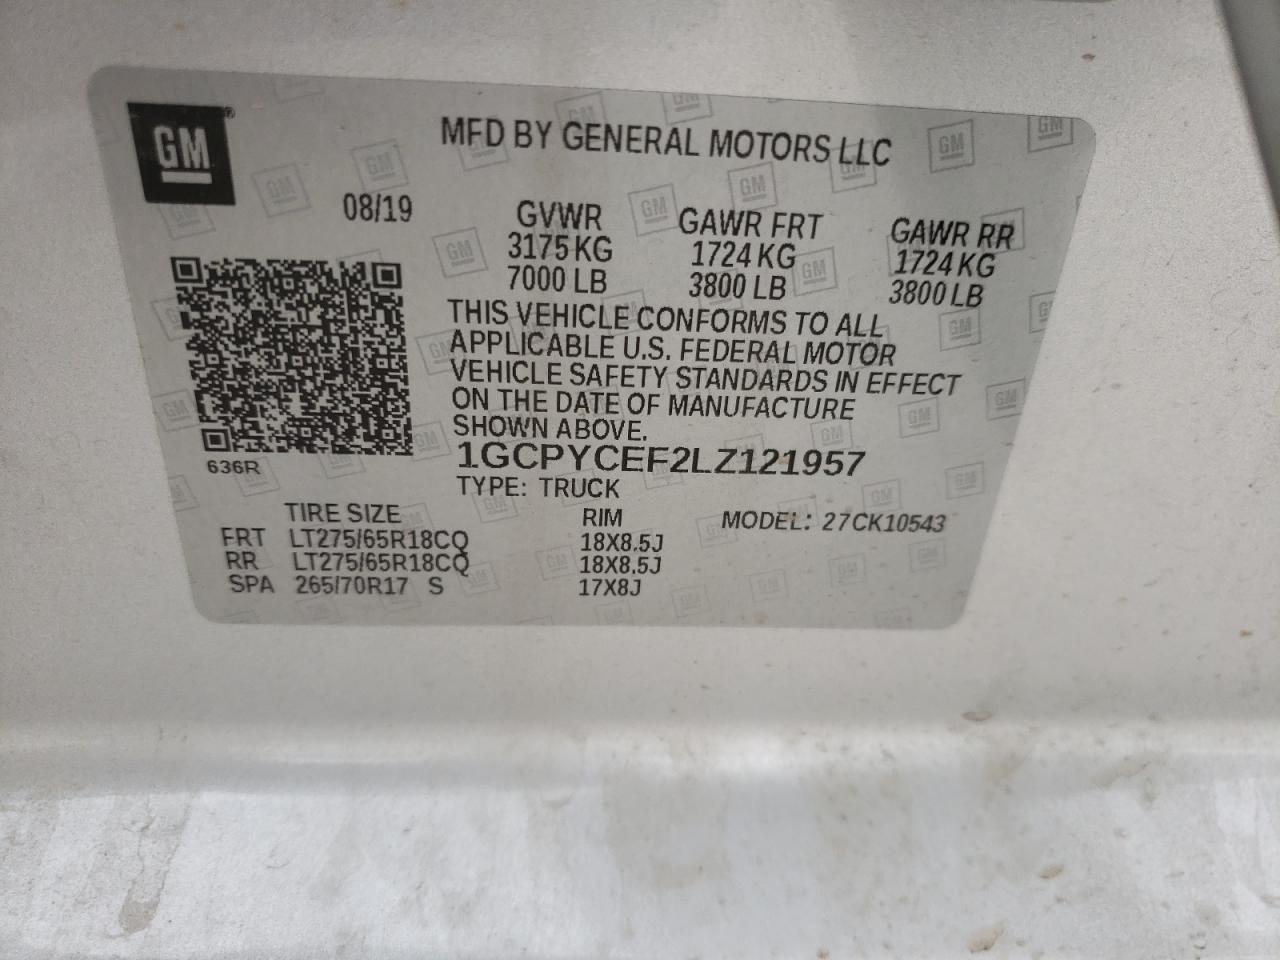 GM®
MFD BY GENERAL MOTORS LLC
08/19
GVWR GAWR FRT GAWR RR
3175 KG 1724 KG 1724 KG
7000 LB 3800 LB 3800 LB
THIS VEHICLE CONFORMS TO ALL
APPLICABLE U.S. FEDERAL MOTOR
VEHICLE SAFETY STANDARDS IN EFFECT
ON THE DATE OF MANUFACTURE
SHOWN ABOVE.
636R
1GCPYCEF2LZ121957
TYPE: TRUCK
TIRE SIZE RIM MODEL: 27CK10543
FRT LT275/65R18CQ 18X8.5J
RR LT275/65R18CQ 18X8.5J
SPA 265/70R17 S 17X8J